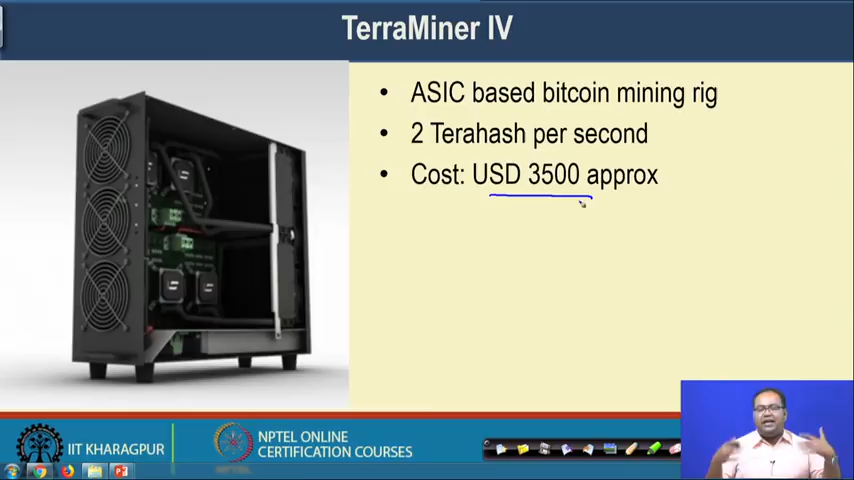 TerraMiner IV
• ASIC based bitcoin mining rig
• 2 Terahash per second
• Cost: USD 3500 approx
IIT KHARAGPUR
NPTEL ONLINE
CERTIFICATION COURSES